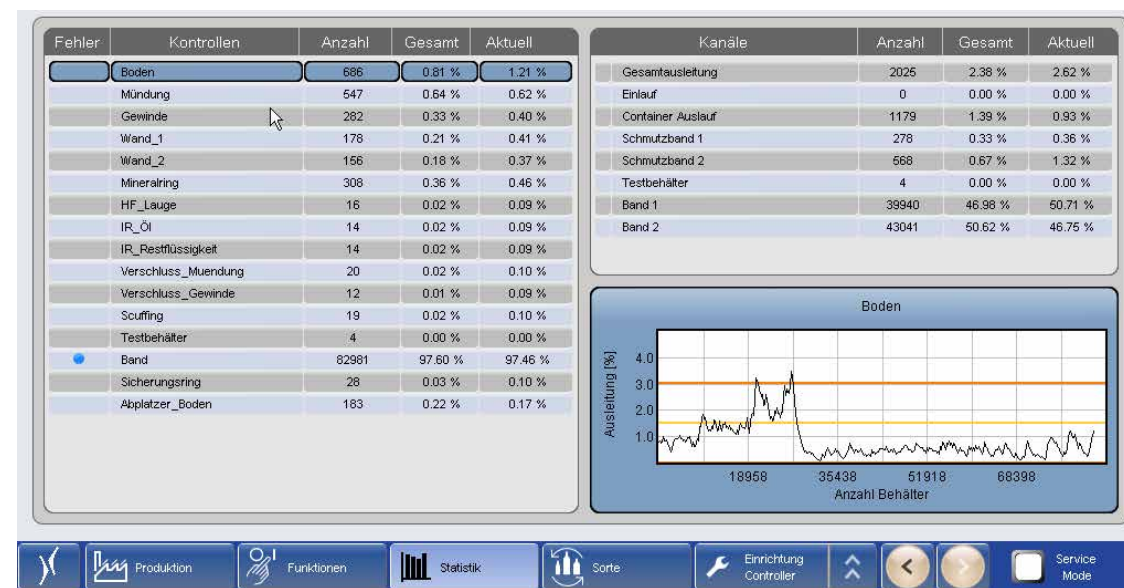 Fehler Kontrollen Anzahl Gesamt Aktuell
Boden 686 0.81 % 1.21 %
Mündung 547 0.64 % 0.62 %
Gewinde 282 0.33 % 0.40 %
Wand_1 178 0.21 % 0.41 %
Wand_2 156 0.18 % 0.37 %
Mineralring 308 0.36 % 0.46 %
HF_Lauge 16 0.02 % 0.09 %
IR_Öl 14 0.02 % 0.09 %
IR_Restflüssigkeit 14 0.02 % 0.09 %
Verschluss_Muendung 20 0.02 % 0.10 %
Verschluss_Gewinde 12 0.01 % 0.09 %
Scuffing 19 0.02 % 0.10 %
Testbehälter 4 0.00 % 0.00 %
Band 82981 97.60 % 97.46 %
Sicherungsring 28 0.03 % 0.10 %
Abplatzer_Boden 183 0.22 % 0.17 %
Kanäle Anzahl Gesamt Aktuell
Gesamtausleitung 2025 2.38 % 2.62 %
Einlauf 0 0.00 % 0.00 %
Container Auslauf 1179 1.39 % 0.93 %
Schmutzband 1 278 0.33 % 0.36 %
Schmutzband 2 568 0.67 % 1.32 %
Testbehälter 4 0.00 % 0.00 %
Band 1 39940 46.98 % 50.71 %
Band 2 43041 50.62 % 46.75 %
Boden
Ausleitung [%]
4.0
3.0
2.0
1.0
18958 35438 51918 68398
Anzahl Behälter
Produktion
Funktionen
Statistik
Sorte
Einrichtung
Controller
Service
Mode